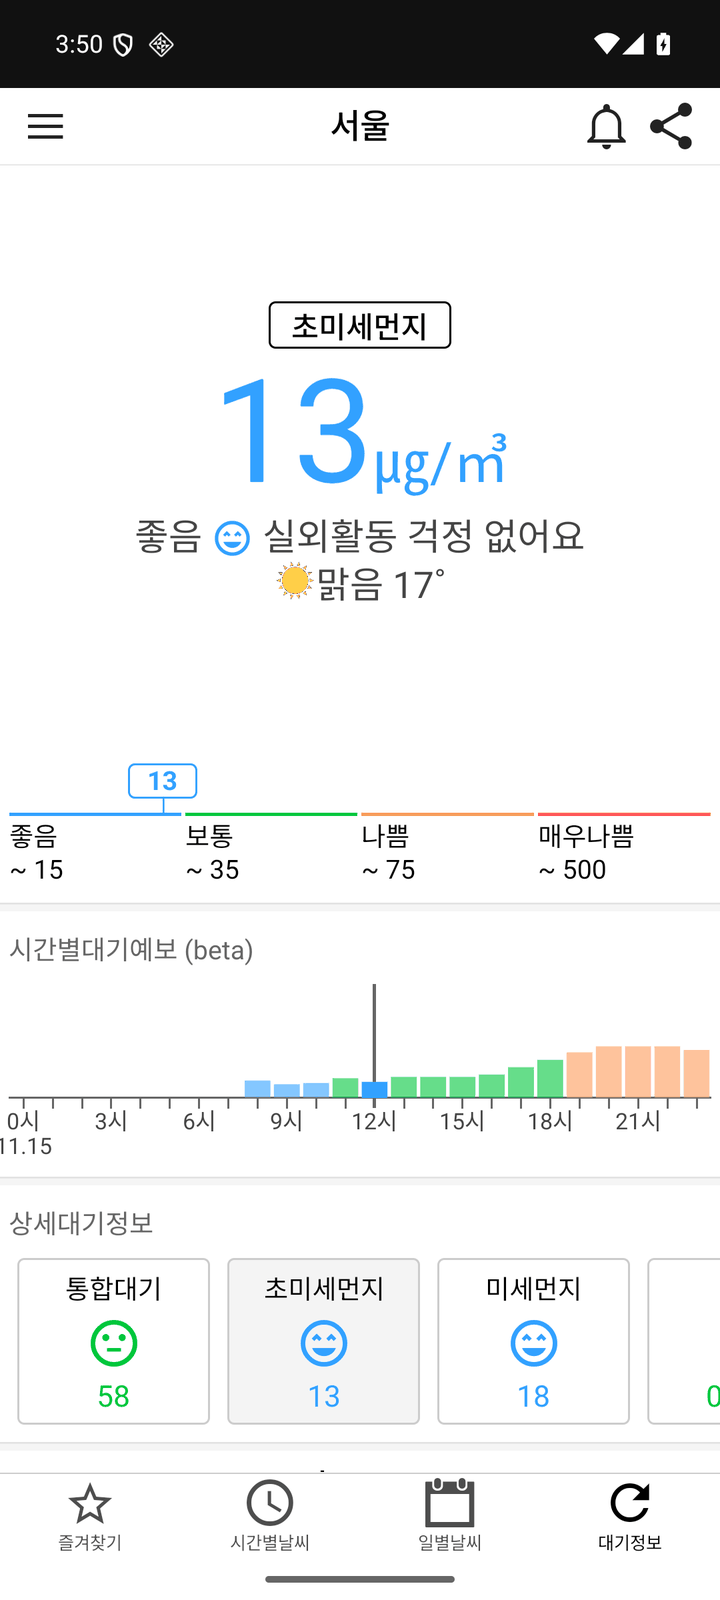 3:50
서울
초미세먼지
13μg/㎥
좋음 실외활동 걱정 없어요
맑음 17˚
13
좋음 보통 나쁨 매우나쁨
~ 15 ~ 35 ~ 75 ~ 500
시간별대기예보 (beta)
0시 3시 6시 9시 12시 15시 18시 21시
11.15
상세대기정보
통합대기 초미세먼지 미세먼지
58 13 18 0
즐겨찾기 시간별날씨 일별날씨 대기정보